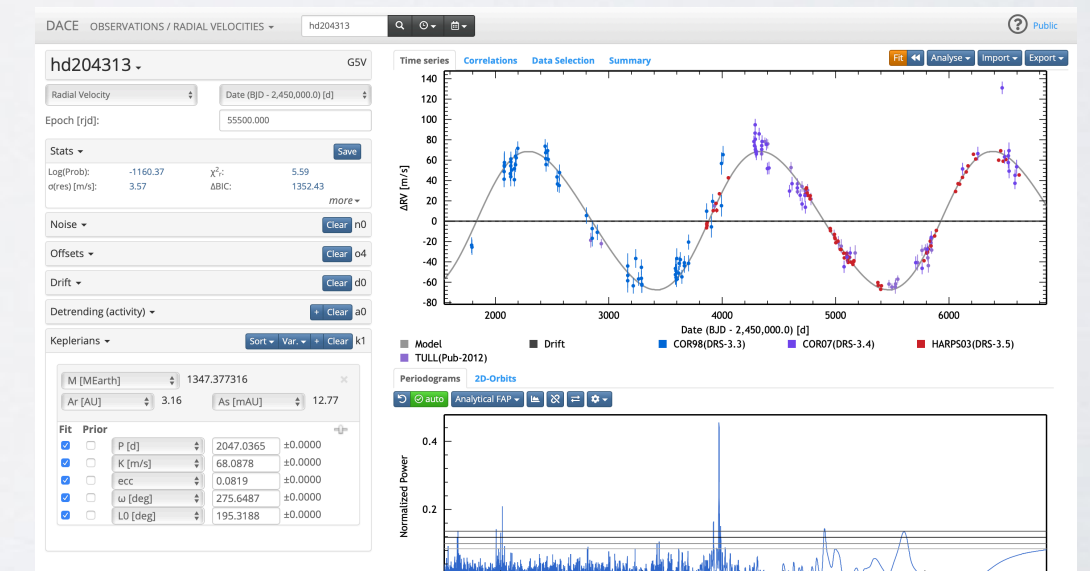 DACE OBSERVATIONS / RADIAL VELOCITIES hd204313 Public
hd204313 G5V
Radial Velocity Date (BJD - 2,450,000.0) [d]
Epoch [rjd]: 55500.000
Stats Save
Log(Prob): -1160.37 χ²ᵣ: 5.59
σ(res) [m/s]: 3.57 ΔBIC: 1352.43
more
Noise Clear n0
Offsets Clear o4
Drift Clear d0
Detrending (activity) + Clear a0
Keplerians Sort Var. + Clear k1
M [MEarth] 1347.377316 ×
Ar [AU] 3.16 As [mAU] 12.77
Fit Prior
P [d] 2047.0365 ±0.0000
K [m/s] 68.0878 ±0.0000
ecc 0.0819 ±0.0000
ω [deg] 275.6487 ±0.0000
L0 [deg] 195.3188 ±0.0000
Time series Correlations Data Selection Summary Fit Analyse Import Export
140
120
100
80
60
40
20
0
-20
-40
-60
-80
ΔRV [m/s]
2000 3000 4000 5000 6000
Date (BJD - 2,450,000.0) [d]
Model Drift COR98(DRS-3.3) COR07(DRS-3.4) HARPS03(DRS-3.5)
TULL(Pub-2012)
Periodograms 2D-Orbits
auto Analytical FAP
0.4
0.2
Normalized Power